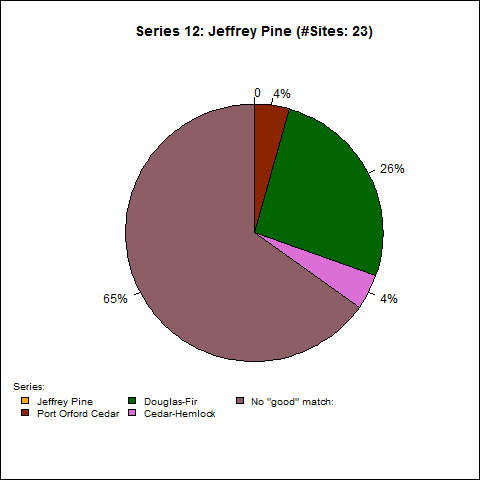 Series 12: Jeffrey Pine (#Sites: 23)
0
4%
26%
65%
4%
Series:
Jeffrey Pine
Douglas-Fir
No "good" match:
Port Orford Cedar
Cedar-Hemlock